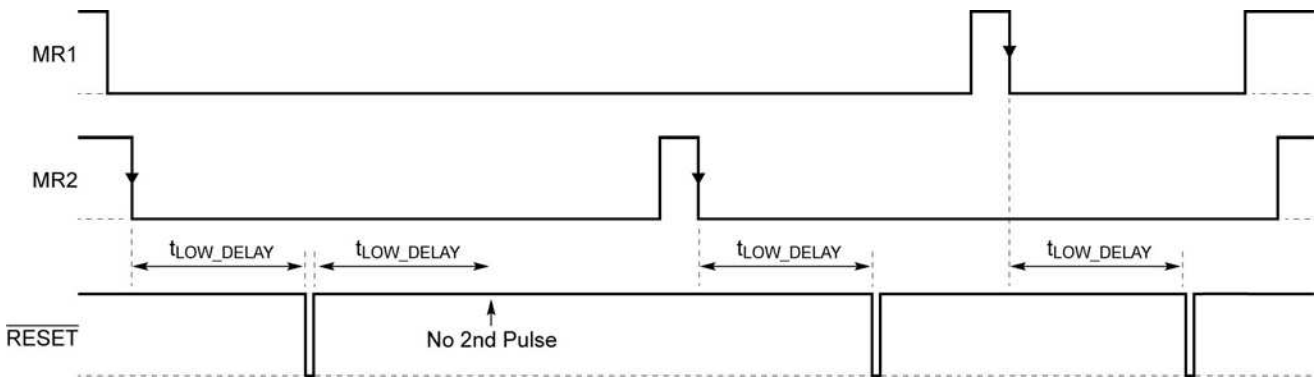 MR1
MR2
tLOW_DELAY tLOW_DELAY tLOW_DELAY tLOW_DELAY
RESET
No 2nd Pulse